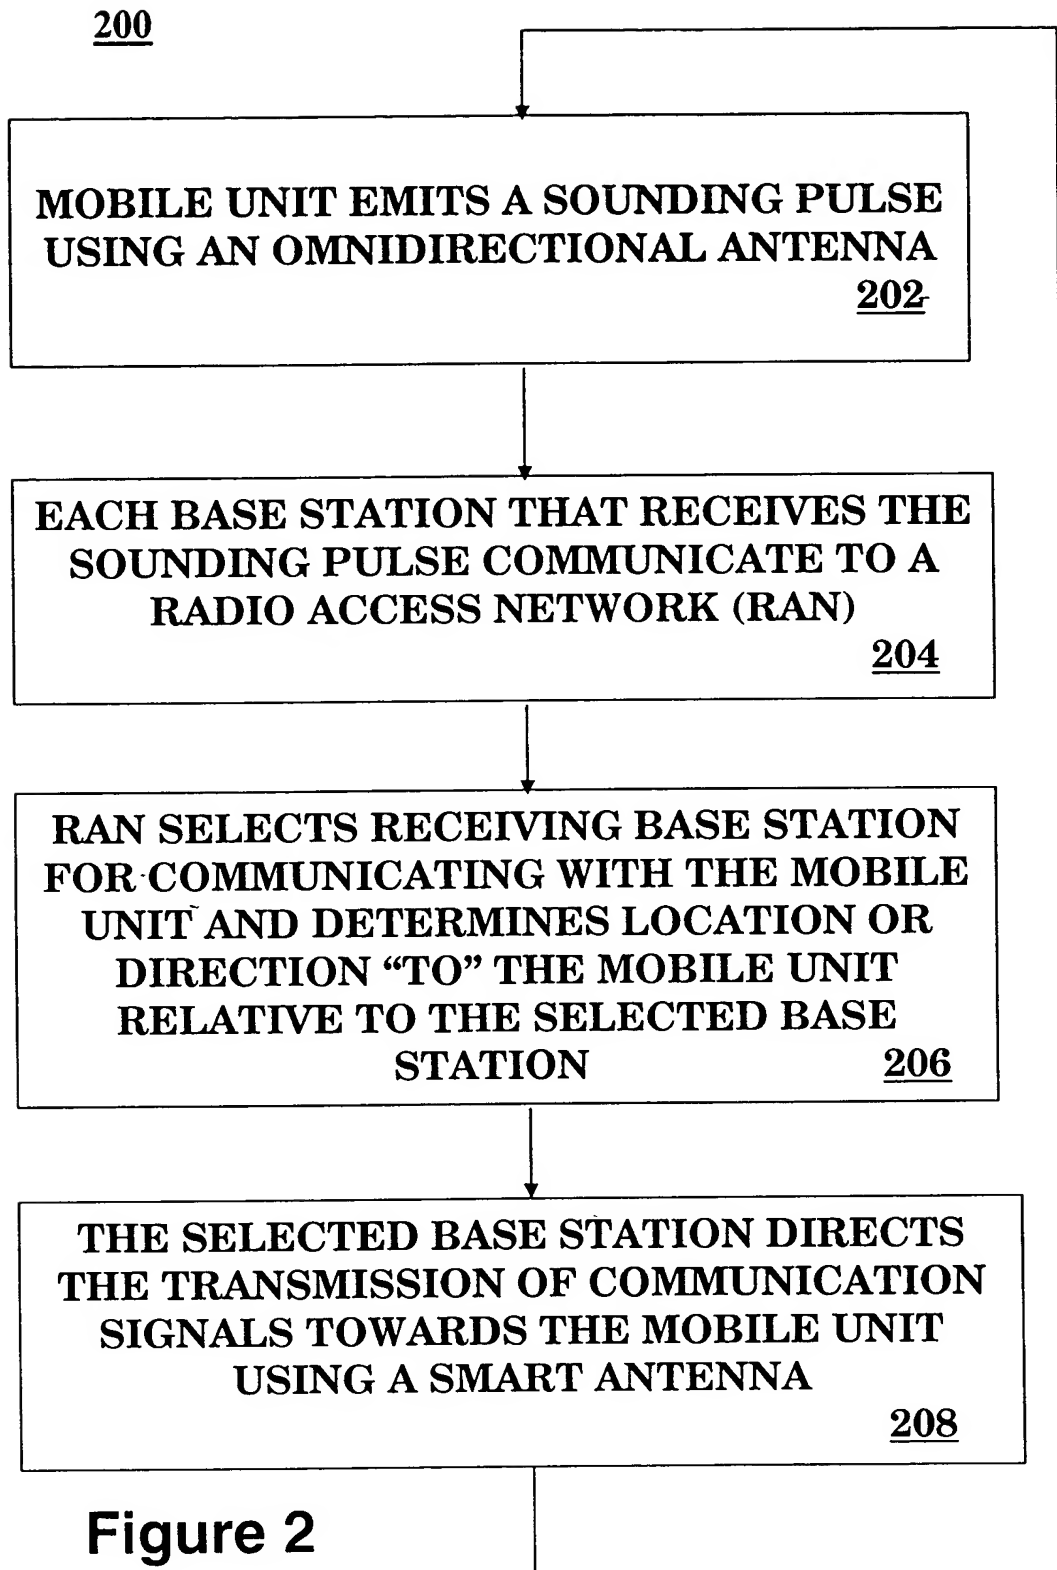 200
MOBILE UNIT EMITS A SOUNDING PULSE
USING AN OMNIDIRECTIONAL ANTENNA
202
EACH BASE STATION THAT RECEIVES THE
SOUNDING PULSE COMMUNICATE TO A
RADIO ACCESS NETWORK (RAN)
204
RAN SELECTS RECEIVING BASE STATION
FOR COMMUNICATING WITH THE MOBILE
UNIT AND DETERMINES LOCATION OR
DIRECTION “TO” THE MOBILE UNIT
RELATIVE TO THE SELECTED BASE
STATION 206
THE SELECTED BASE STATION DIRECTS
THE TRANSMISSION OF COMMUNICATION
SIGNALS TOWARDS THE MOBILE UNIT
USING A SMART ANTENNA
208
Figure 2